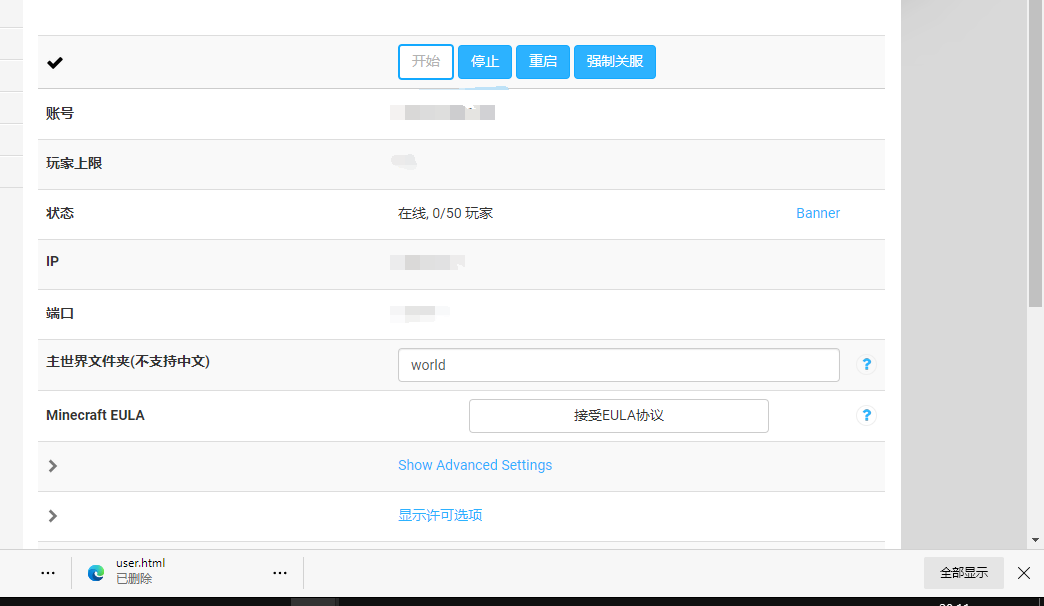 开始 停止 重启 强制关服
账号
玩家上限
状态 在线, 0/50 玩家 Banner
IP
端口
主世界文件夹(不支持中文) world ?
Minecraft EULA 接受EULA协议 ?
Show Advanced Settings
显示许可选项
user.html
已删除
全部显示